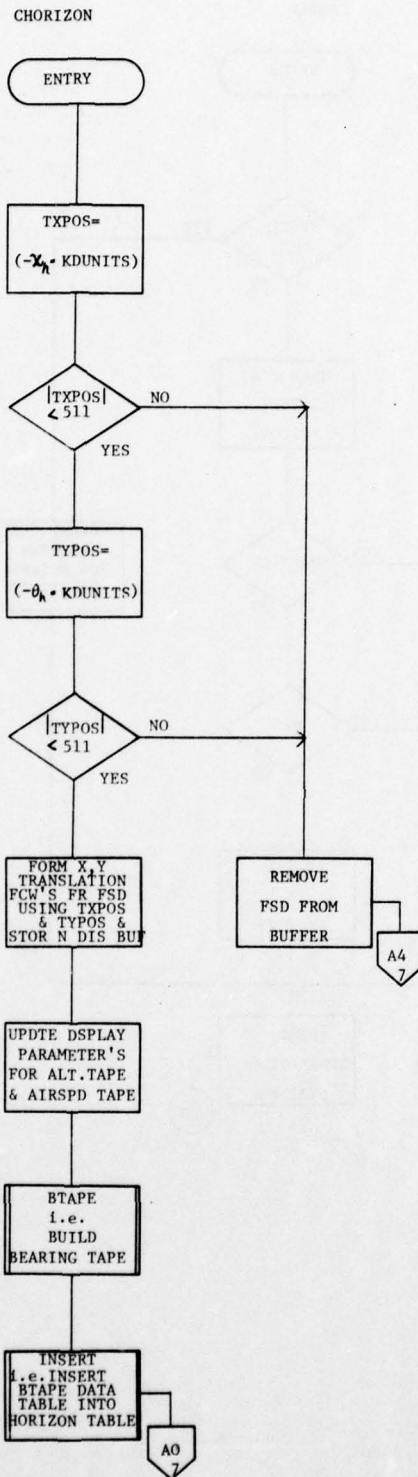 CHORIZON
ENTRY
TXPOS=
(-χₕ・KDUNITS)
|TXPOS|
< 511
NO
YES
TYPOS=
(-θₕ・KDUNITS)
|TYPOS|
< 511
NO
YES
FORM X,Y
TRANSLATION
FCW'S FR FSD
USING TXPOS
& TYPOS &
STOR N DIS BUF
REMOVE
FSD FROM
BUFFER
A4
7
UPDTE DSPLAY
PARAMETER'S
FOR ALT.TAPE
& AIRSPD TAPE
BTAPE
i.e.
BUILD
BEARING TAPE
INSERT
i.e.INSERT
BTAPE DATA
TABLE INTO
HORIZON TABLE
A0
7